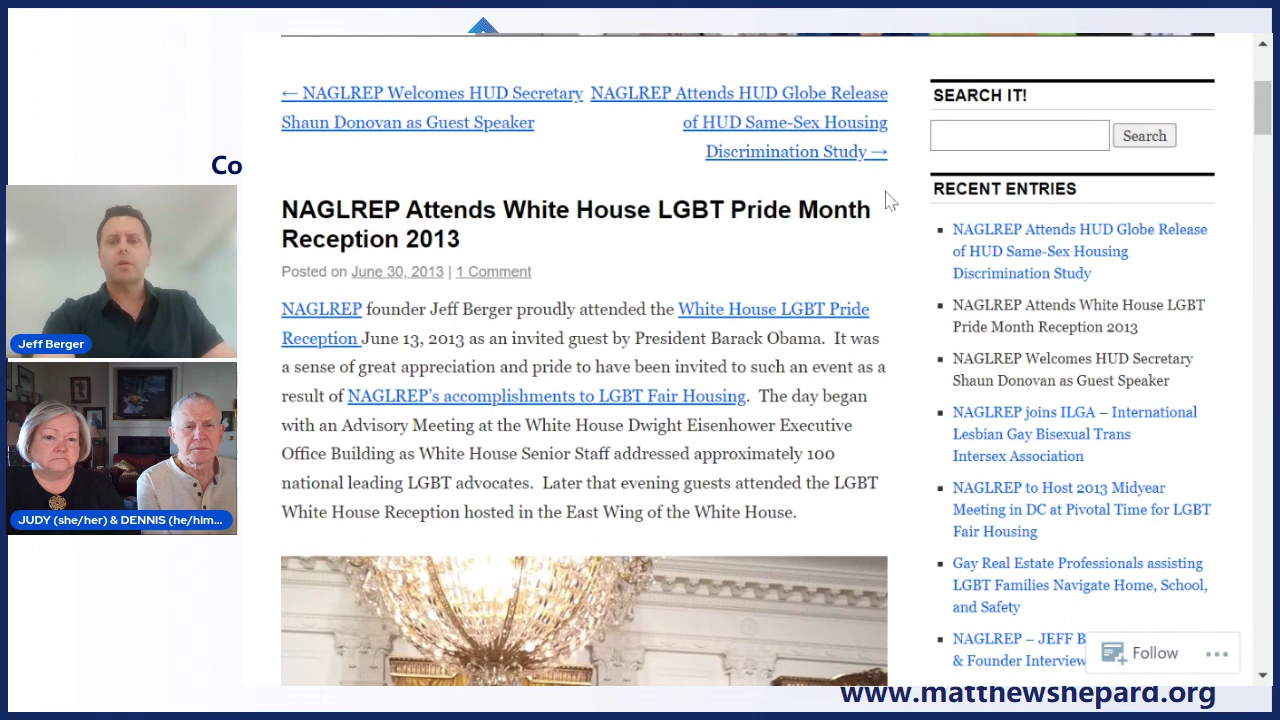 ← NAGLREP Welcomes HUD Secretary
Shaun Donovan as Guest Speaker
NAGLREP Attends HUD Globe Release
of HUD Same-Sex Housing
Discrimination Study →
Co
NAGLREP Attends White House LGBT Pride Month
Reception 2013
Posted on June 30, 2013 | 1 Comment
NAGLREP founder Jeff Berger proudly attended the White House LGBT Pride
Reception June 13, 2013 as an invited guest by President Barack Obama.  It was
a sense of great appreciation and pride to have been invited to such an event as a
result of NAGLREP's accomplishments to LGBT Fair Housing.  The day began
with an Advisory Meeting at the White House Dwight Eisenhower Executive
Office Building as White House Senior Staff addressed approximately 100
national leading LGBT advocates.  Later that evening guests attended the LGBT
White House Reception hosted in the East Wing of the White House.
SEARCH IT!
Search
RECENT ENTRIES
NAGLREP Attends HUD Globe Release
of HUD Same-Sex Housing
Discrimination Study
NAGLREP Attends White House LGBT
Pride Month Reception 2013
NAGLREP Welcomes HUD Secretary
Shaun Donovan as Guest Speaker
NAGLREP joins ILGA – International
Lesbian Gay Bisexual Trans
Intersex Association
NAGLREP to Host 2013 Midyear
Meeting in DC at Pivotal Time for LGBT
Fair Housing
Gay Real Estate Professionals assisting
LGBT Families Navigate Home, School,
and Safety
NAGLREP – JEFF B
& Founder Interview
Follow
Jeff Berger
JUDY (she/her) & DENNIS (he/him...
www.matthewshepard.org